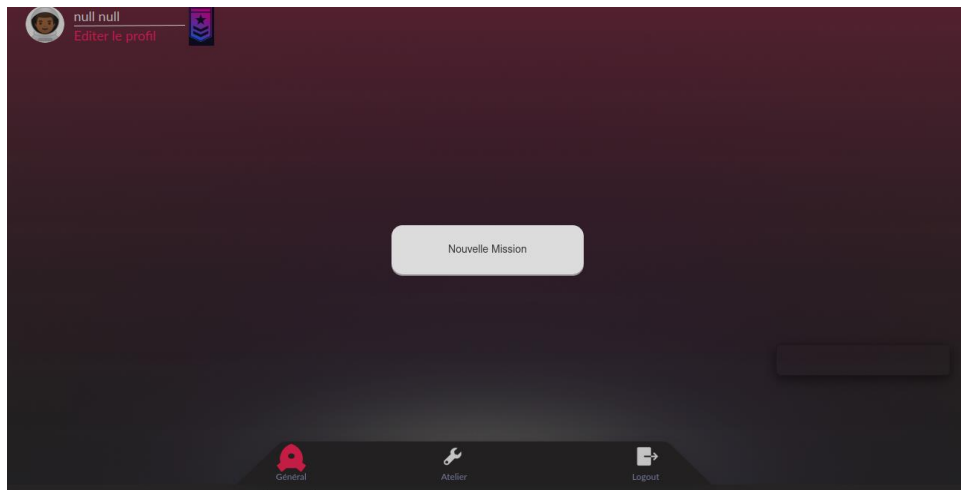 null null
Editer le profil
Nouvelle Mission
Général
Atelier
Logout